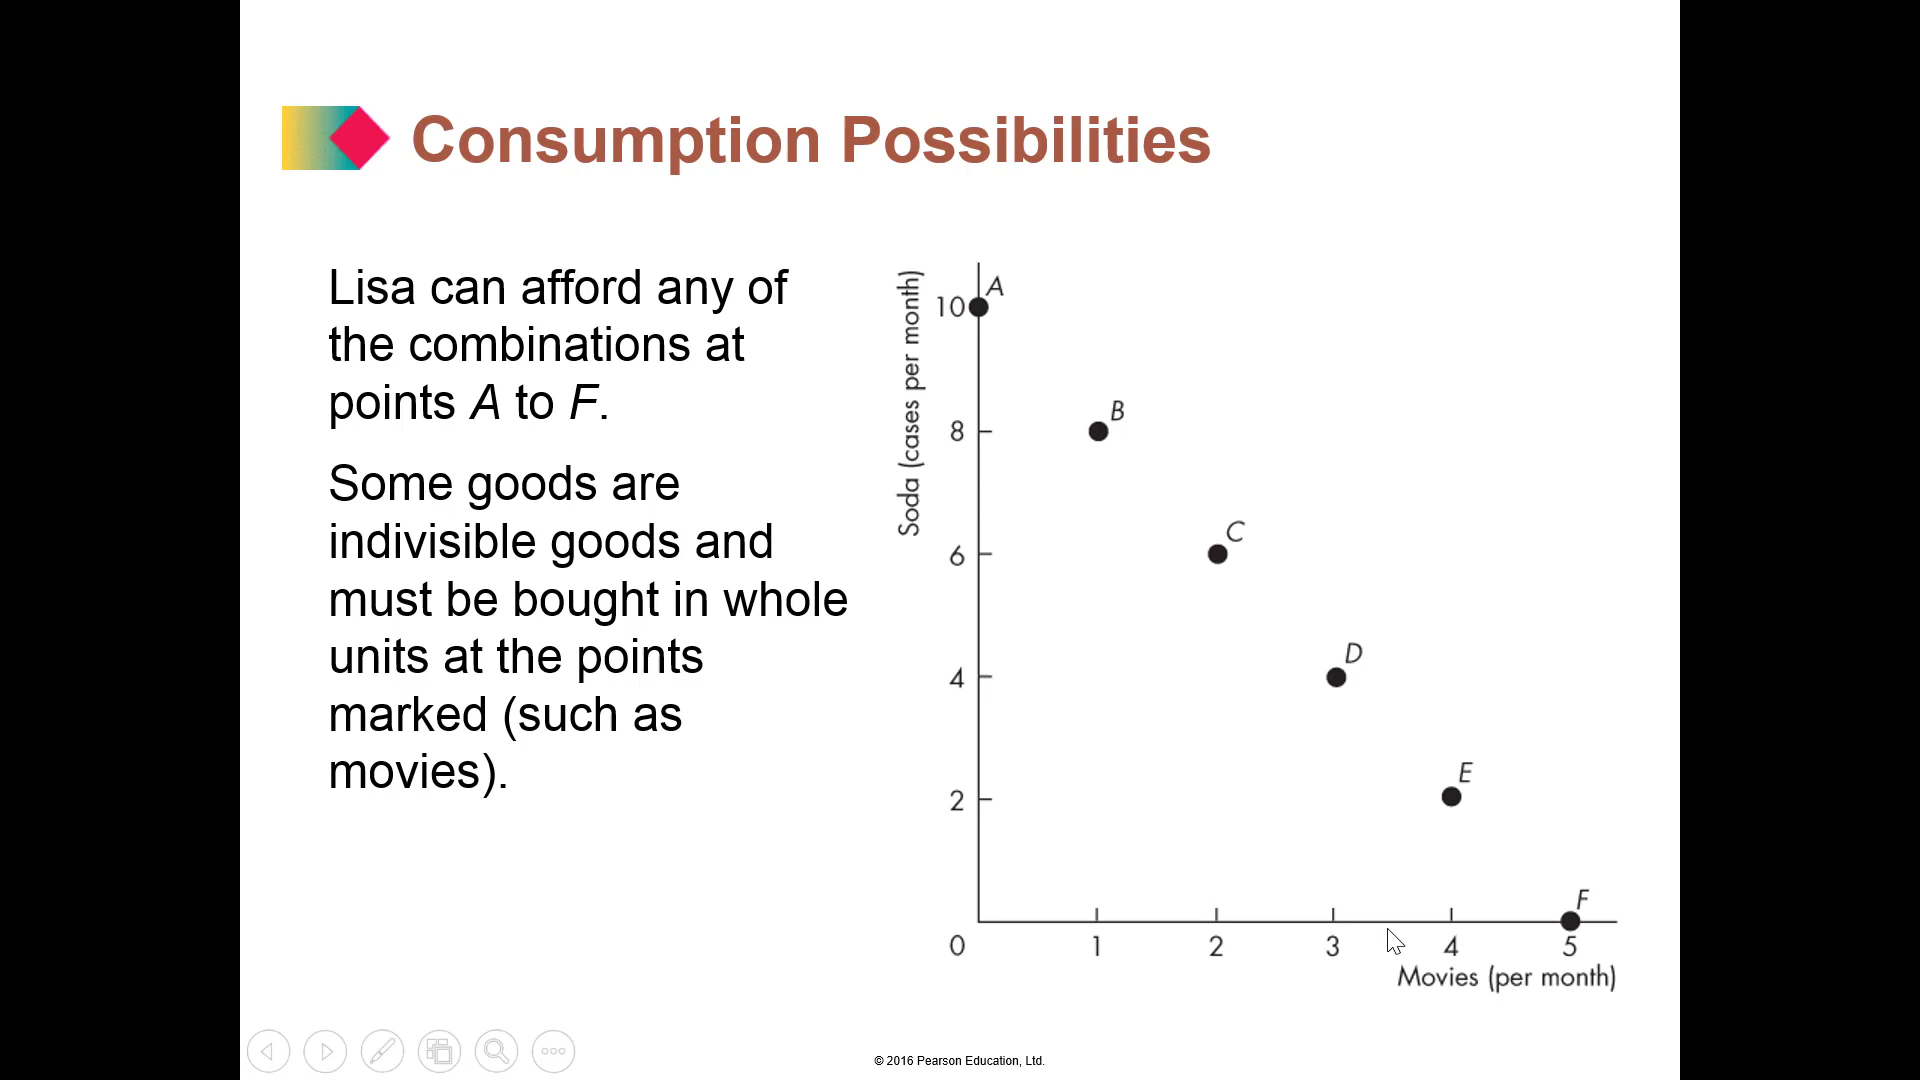 Consumption Possibilities
Lisa can afford any of
the combinations at
points A to F.
Some goods are
indivisible goods and
must be bought in whole
units at the points
marked (such as
movies).
Soda (cases per month)
10
8
6
4
2
0
A
B
C
D
E
F
1 2 3 4 5
Movies (per month)
© 2016 Pearson Education, Ltd.